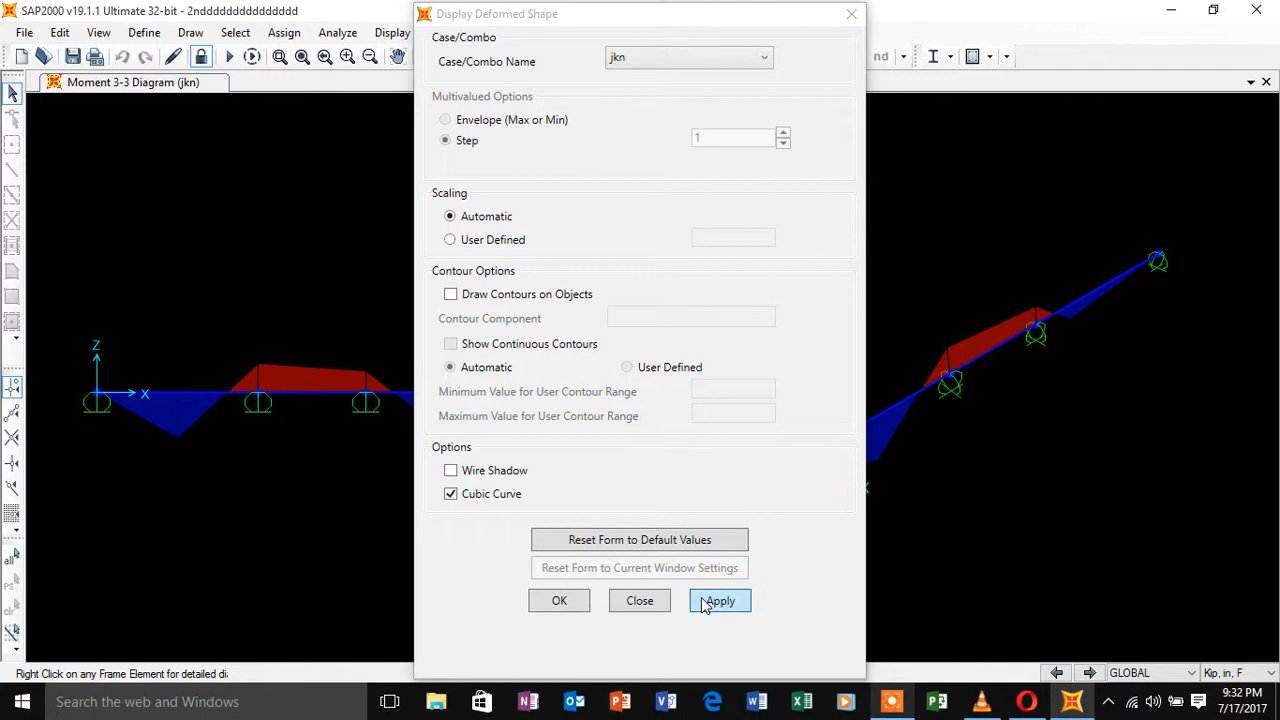 SAP2000 v19.1.1 Ultimate 32-bit - 2ndddddddddddddddd
Display Deformed Shape
File Edit View Define Draw Select Assign Analyze Display
nd
Moment 3-3 Diagram (jkn)
Case/Combo
Case/Combo Name jkn
Multivalued Options
Envelope (Max or Min)
Step 1
Scaling
Automatic
User Defined
Contour Options
Draw Contours on Objects
Contour Component
Show Continuous Contours
Automatic User Defined
Minimum Value for User Contour Range
Maximum Value for User Contour Range
Options
Wire Shadow
Cubic Curve
Reset Form to Default Values
Reset Form to Current Window Settings
OK Close Apply
Z
X
X
all
PS
clr
Right Click on any Frame Element for detailed di
GLOBAL Kip, in, F
Search the web and Windows
9:32 PM
7/17/2017